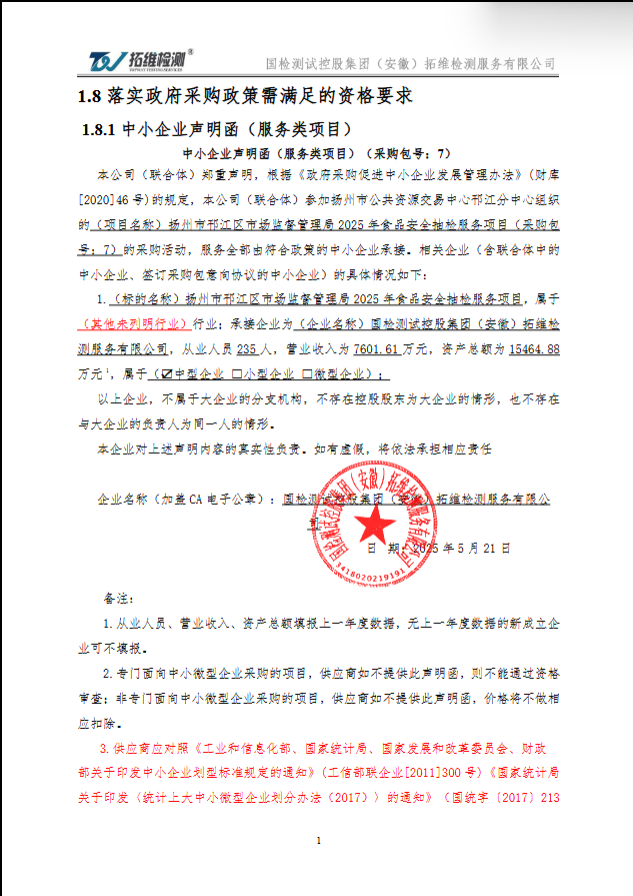 拓维检测®
TOPWAY TESTING SERVICES
国检测试控股集团（安徽）拓维检测服务有限公司
1.8 落实政府采购政策需满足的资格要求
1.8.1 中小企业声明函（服务类项目）
中小企业声明函（服务类项目）（采购包号：7）
本公司（联合体）郑重声明，根据《政府采购促进中小企业发展管理办法》（财库
[2020]46 号)的规定，本公司（联合体）参加扬州市公共资源交易中心邗江分中心组织
的（项目名称）扬州市邗江区市场监督管理局 2025 年食品安全抽检服务项目（采购包
号：7）的采购活动，服务全部由符合政策的中小企业承接。相关企业（含联合体中的
中小企业、签订采购包意向协议的中小企业）的具体情况如下：
1.（标的名称）扬州市邗江区市场监督管理局 2025 年食品安全抽检服务项目，属于
（其他未列明行业）行业；承接企业为（企业名称）国检测试控股集团（安徽）拓维检
测服务有限公司，从业人员 235 人，营业收入为 7601.61 万元，资产总额为 15464.88
万元¹，属于（☑中型企业 □小型企业 □微型企业）；
以上企业，不属于大企业的分支机构，不存在控股股东为大企业的情形，也不存在
与大企业的负责人为同一人的情形。
本企业对上述声明内容的真实性负责。如有虚假，将依法承担相应责任
企业名称（加盖 CA 电子公章）：国检测试控股集团（安徽）拓维检测服务有限公
司
日 期：2025 年 5 月 21 日
国检测试控股集团（安徽）拓维检测服务有限公司
3418020219191
备注：
1.从业人员、营业收入、资产总额填报上一年度数据，无上一年度数据的新成立企
业可不填报。
2.专门面向中小微型企业采购的项目，供应商如不提供此声明函，则不能通过资格
审查；非专门面向中小微型企业采购的项目，供应商如不提供此声明函，价格将不做相
应扣除。
3.供应商应对照《工业和信息化部、国家统计局、国家发展和改革委员会、财政
部关于印发中小企业划型标准规定的通知》(工信部联企业[2011]300 号)《国家统计局
关于印发〈统计上大中小微型企业划分办法（2017）〉的通知》（国统字〔2017〕213
1